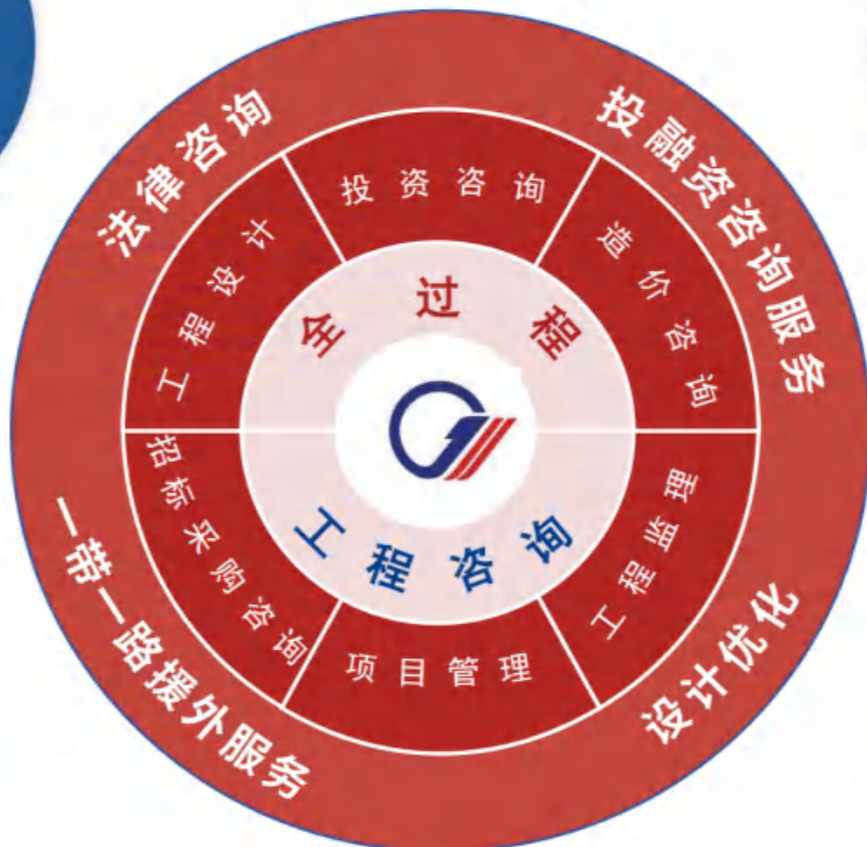 法律咨询
投融资咨询服务
设计优化
一带一路援外服务
投资咨询
造价咨询
工程监理
项目管理
招标采购咨询
工程设计
全过程
工程咨询